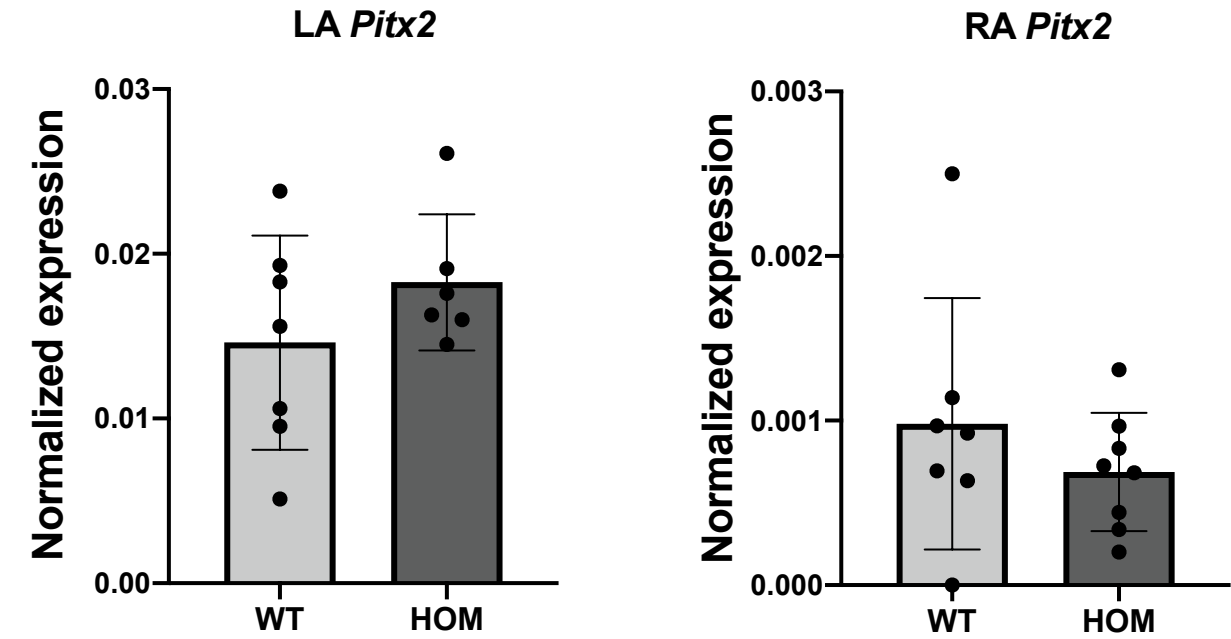 LA Pitx2
Normalized expression
0.03
0.02
0.01
0.00
WT HOM
RA Pitx2
Normalized expression
0.003
0.002
0.001
0.000
WT HOM